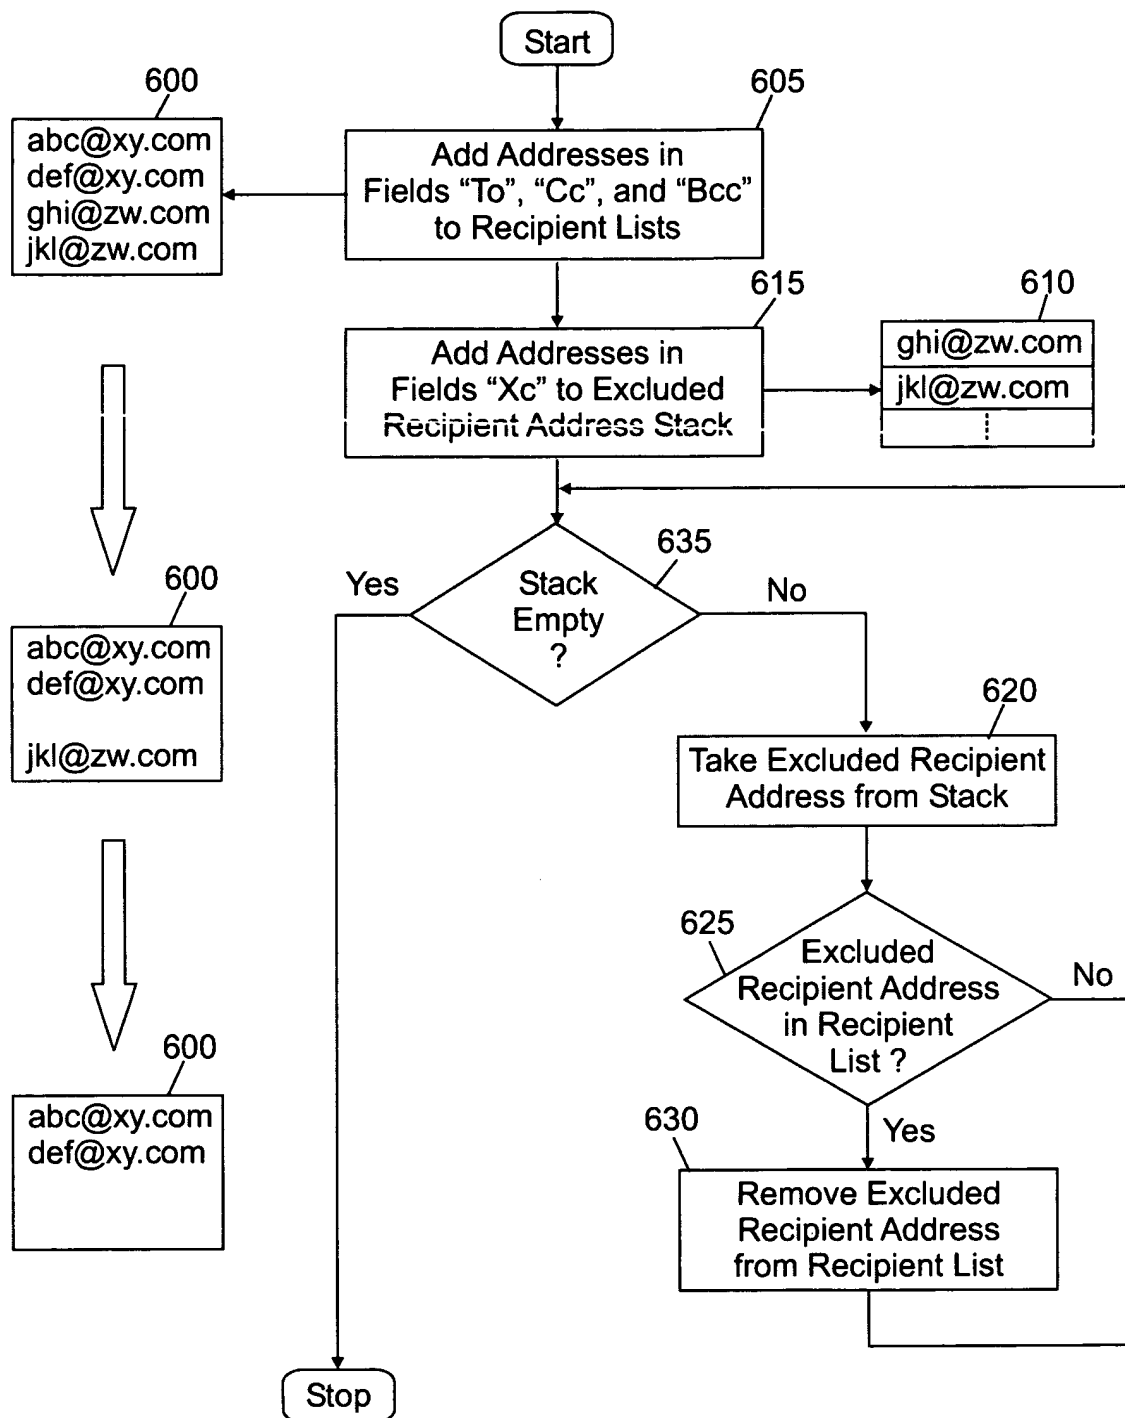 Start
600
abc@xy.com
def@xy.com
ghi@zw.com
jkl@zw.com
605
Add Addresses in
Fields “To”, “Cc”, and “Bcc”
to Recipient Lists
615
Add Addresses in
Fields “Xc” to Excluded
Recipient Address Stack
610
ghi@zw.com
jkl@zw.com
635
Stack
Empty
?
Yes
No
600
abc@xy.com
def@xy.com
jkl@zw.com
620
Take Excluded Recipient
Address from Stack
625
Excluded
Recipient Address
in Recipient
List ?
No
Yes
600
abc@xy.com
def@xy.com
630
Remove Excluded
Recipient Address
from Recipient List
Stop